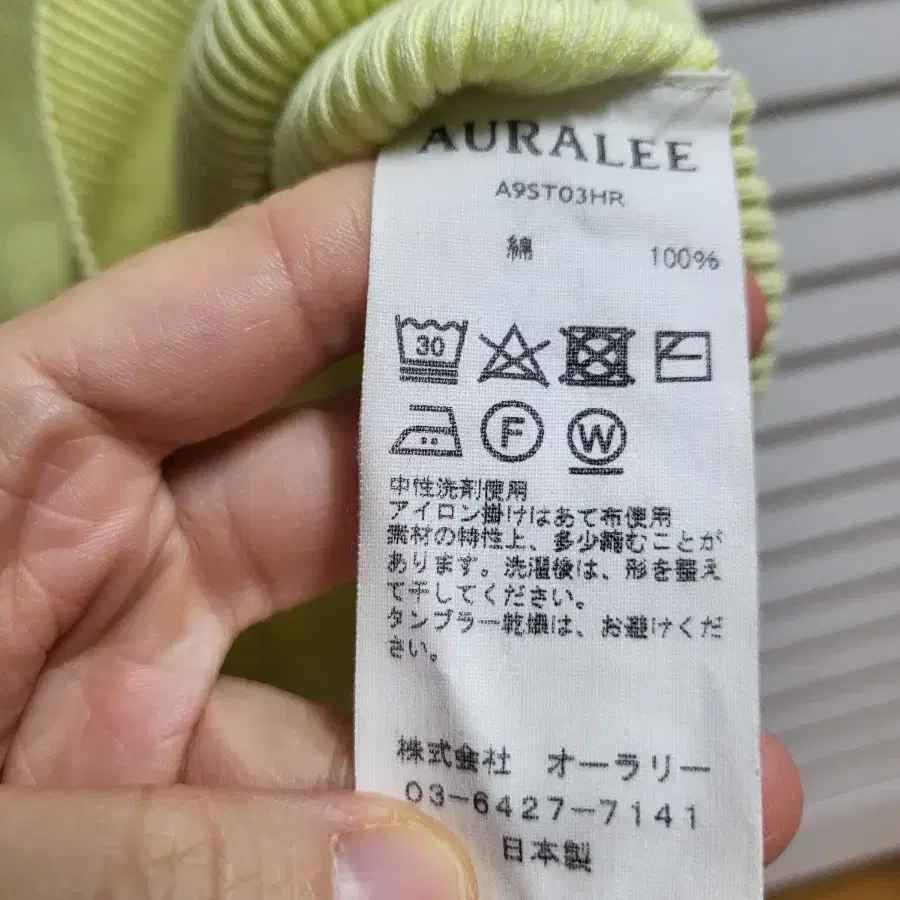 AURALEE
A9ST03HR
綿 100%
30
F W
中性洗剤使用
アイロン掛けはあて布使用
素材の特性上、多少縮むことが
あります。洗濯後は、形を整え
て干してください。
タンブラー乾燥は、お避けくだ
さい。
株式会社 オーラリー
03-6427-7141
日本製